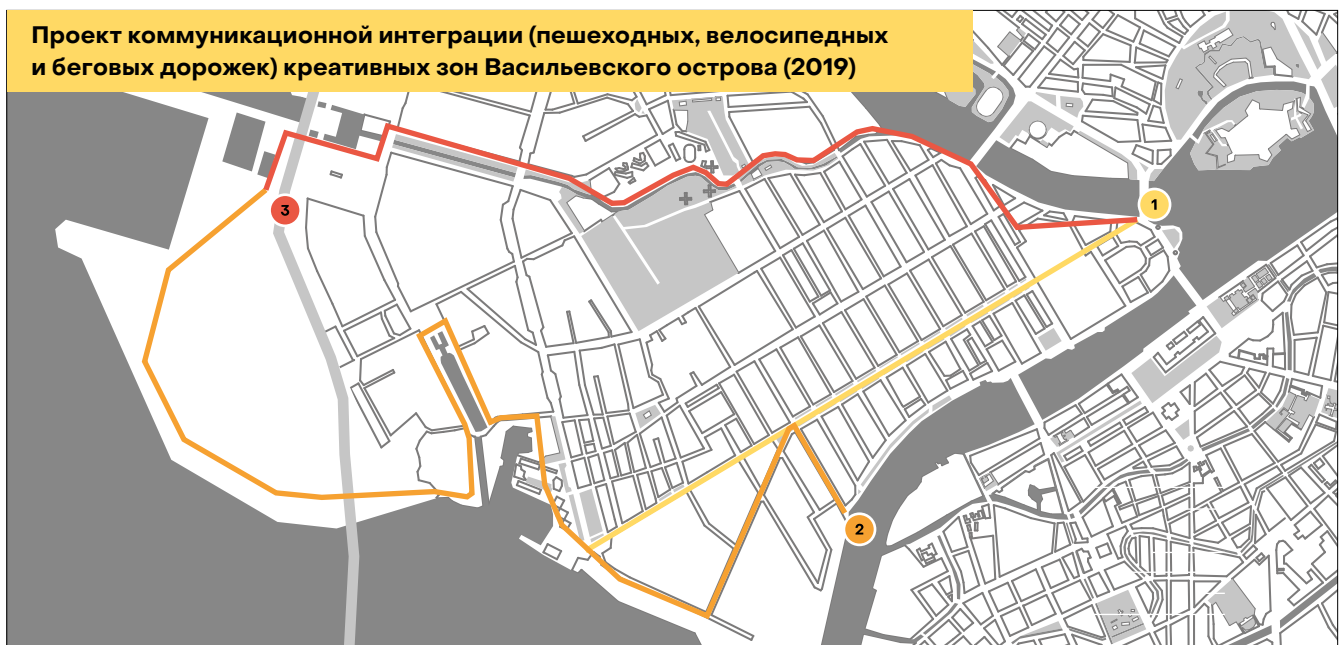 Проект коммуникационной интеграции (пешеходных, велосипедных
и беговых дорожек) креативных зон Васильевского острова (2019)
1
3
2